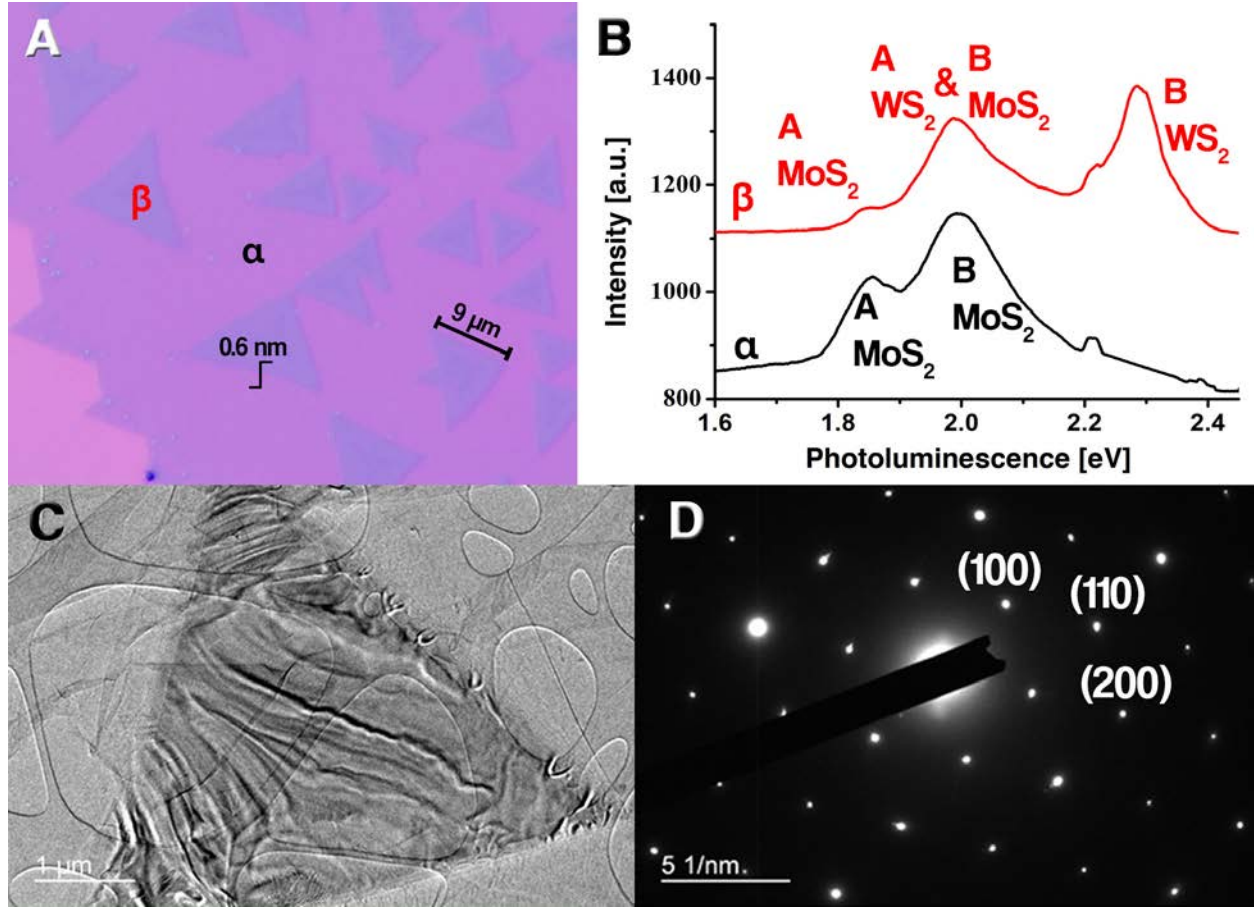 A
β
α
0.6 nm
9 µm
B
Intensity [a.u.]
1400
1200
1000
800
A
WS₂
&
B
MoS₂
A
MoS₂
B
WS₂
β
A
MoS₂
B
MoS₂
α
1.6
1.8
2.0
2.2
2.4
Photoluminescence [eV]
C
1 µm
D
(100)
(110)
(200)
5 1/nm